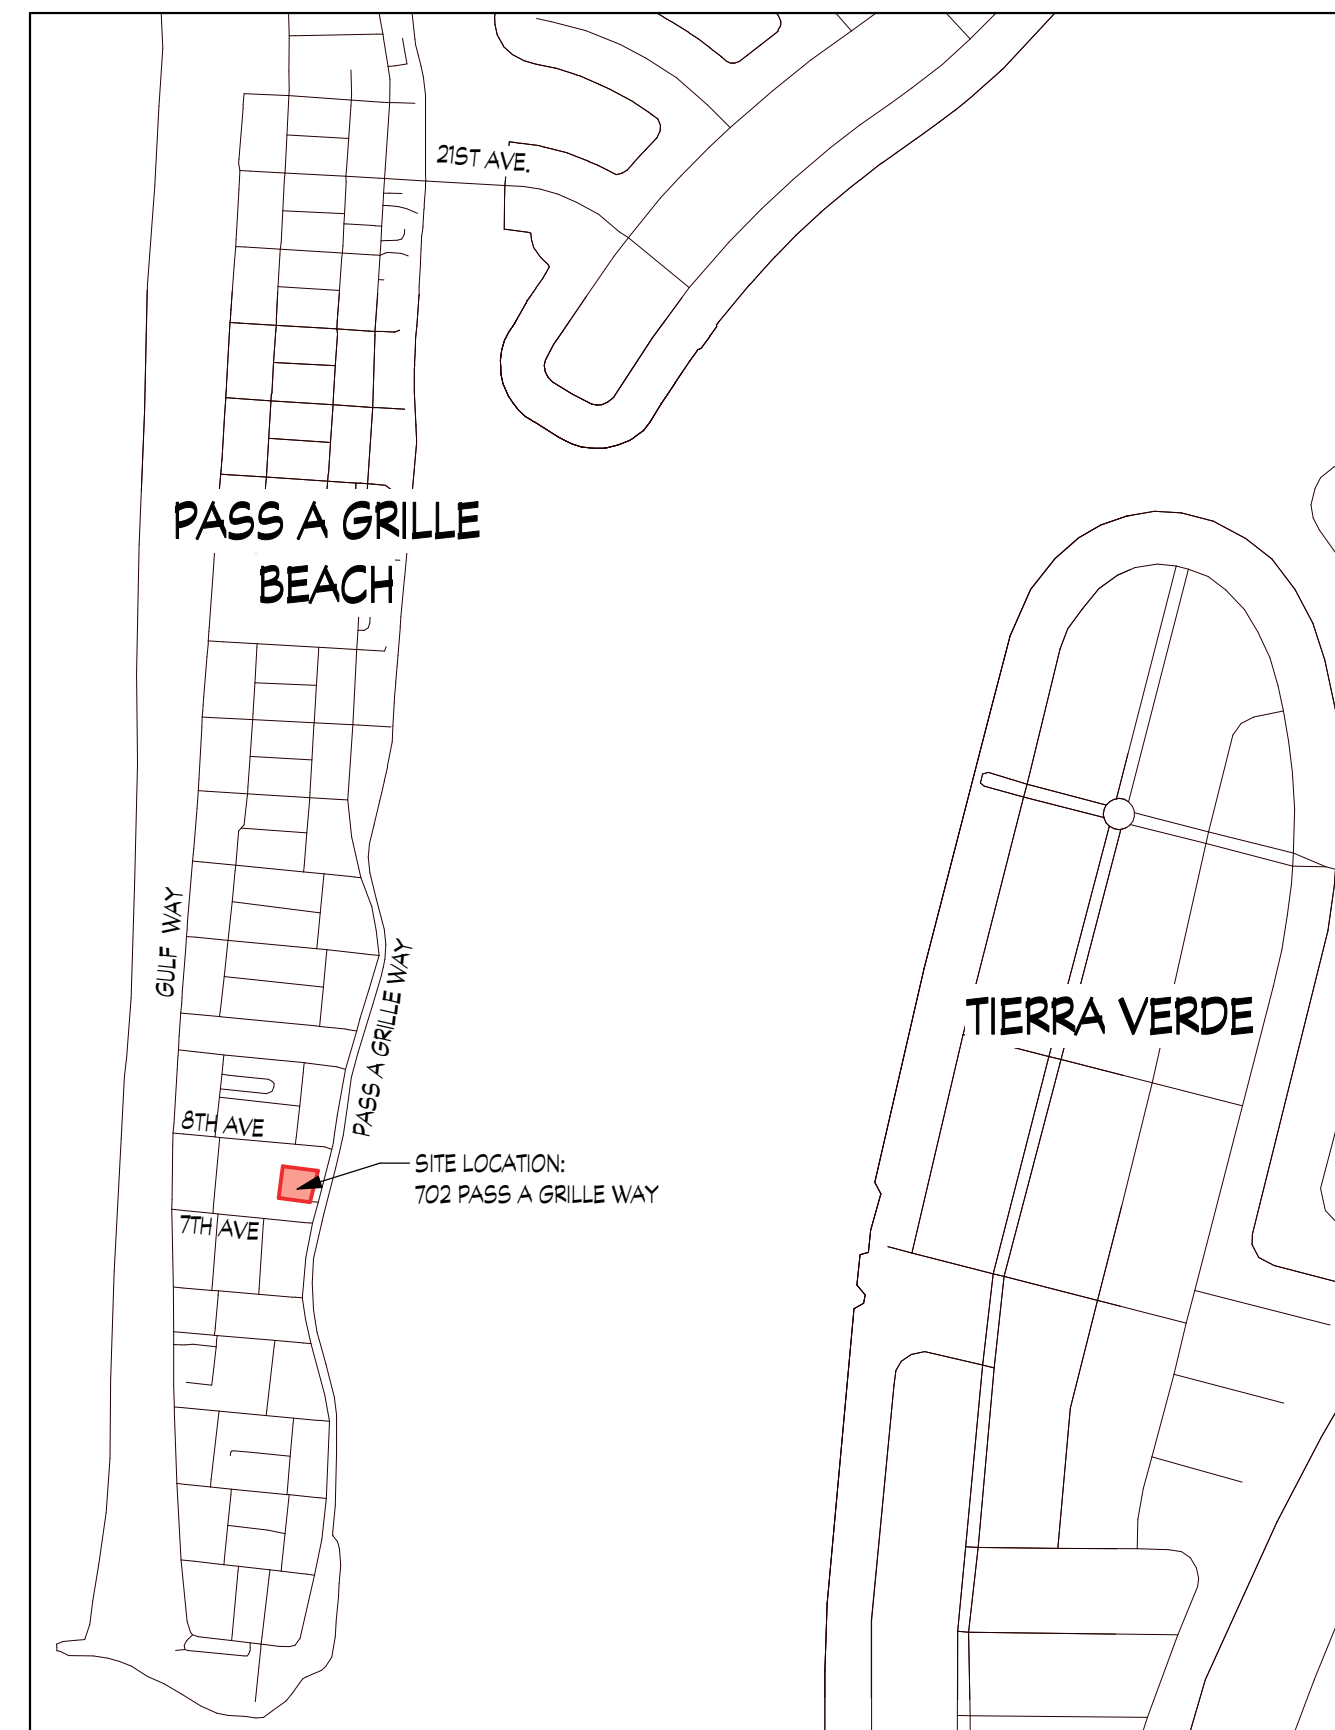 21ST AVE.
PASS A GRILLE
BEACH
GULF WAY
PASS A GRILLE WAY
TIERRA VERDE
8TH AVE
SITE LOCATION:
702 PASS A GRILLE WAY
7TH AVE